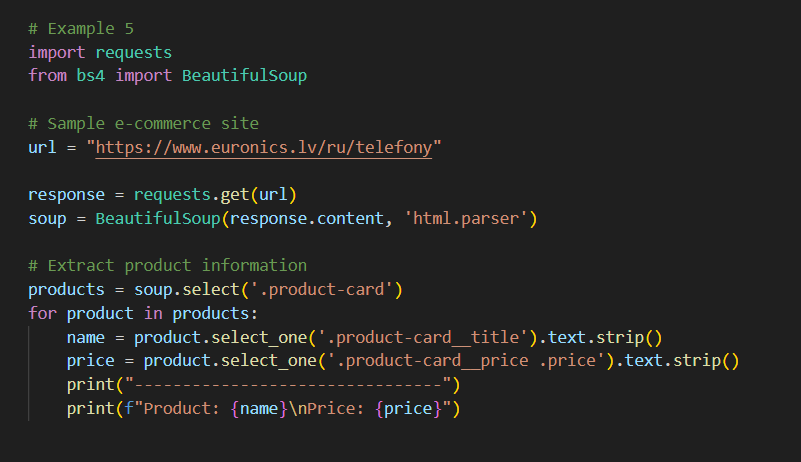 # Example 5
import requests
from bs4 import BeautifulSoup
# Sample e-commerce site
url = "https://www.euronics.lv/ru/telefony"
response = requests.get(url)
soup = BeautifulSoup(response.content, 'html.parser')
# Extract product information
products = soup.select('.product-card')
for product in products:
    name = product.select_one('.product-card__title').text.strip()
    price = product.select_one('.product-card__price .price').text.strip()
    print("--------------------------------")
    print(f"Product: {name}\nPrice: {price}")